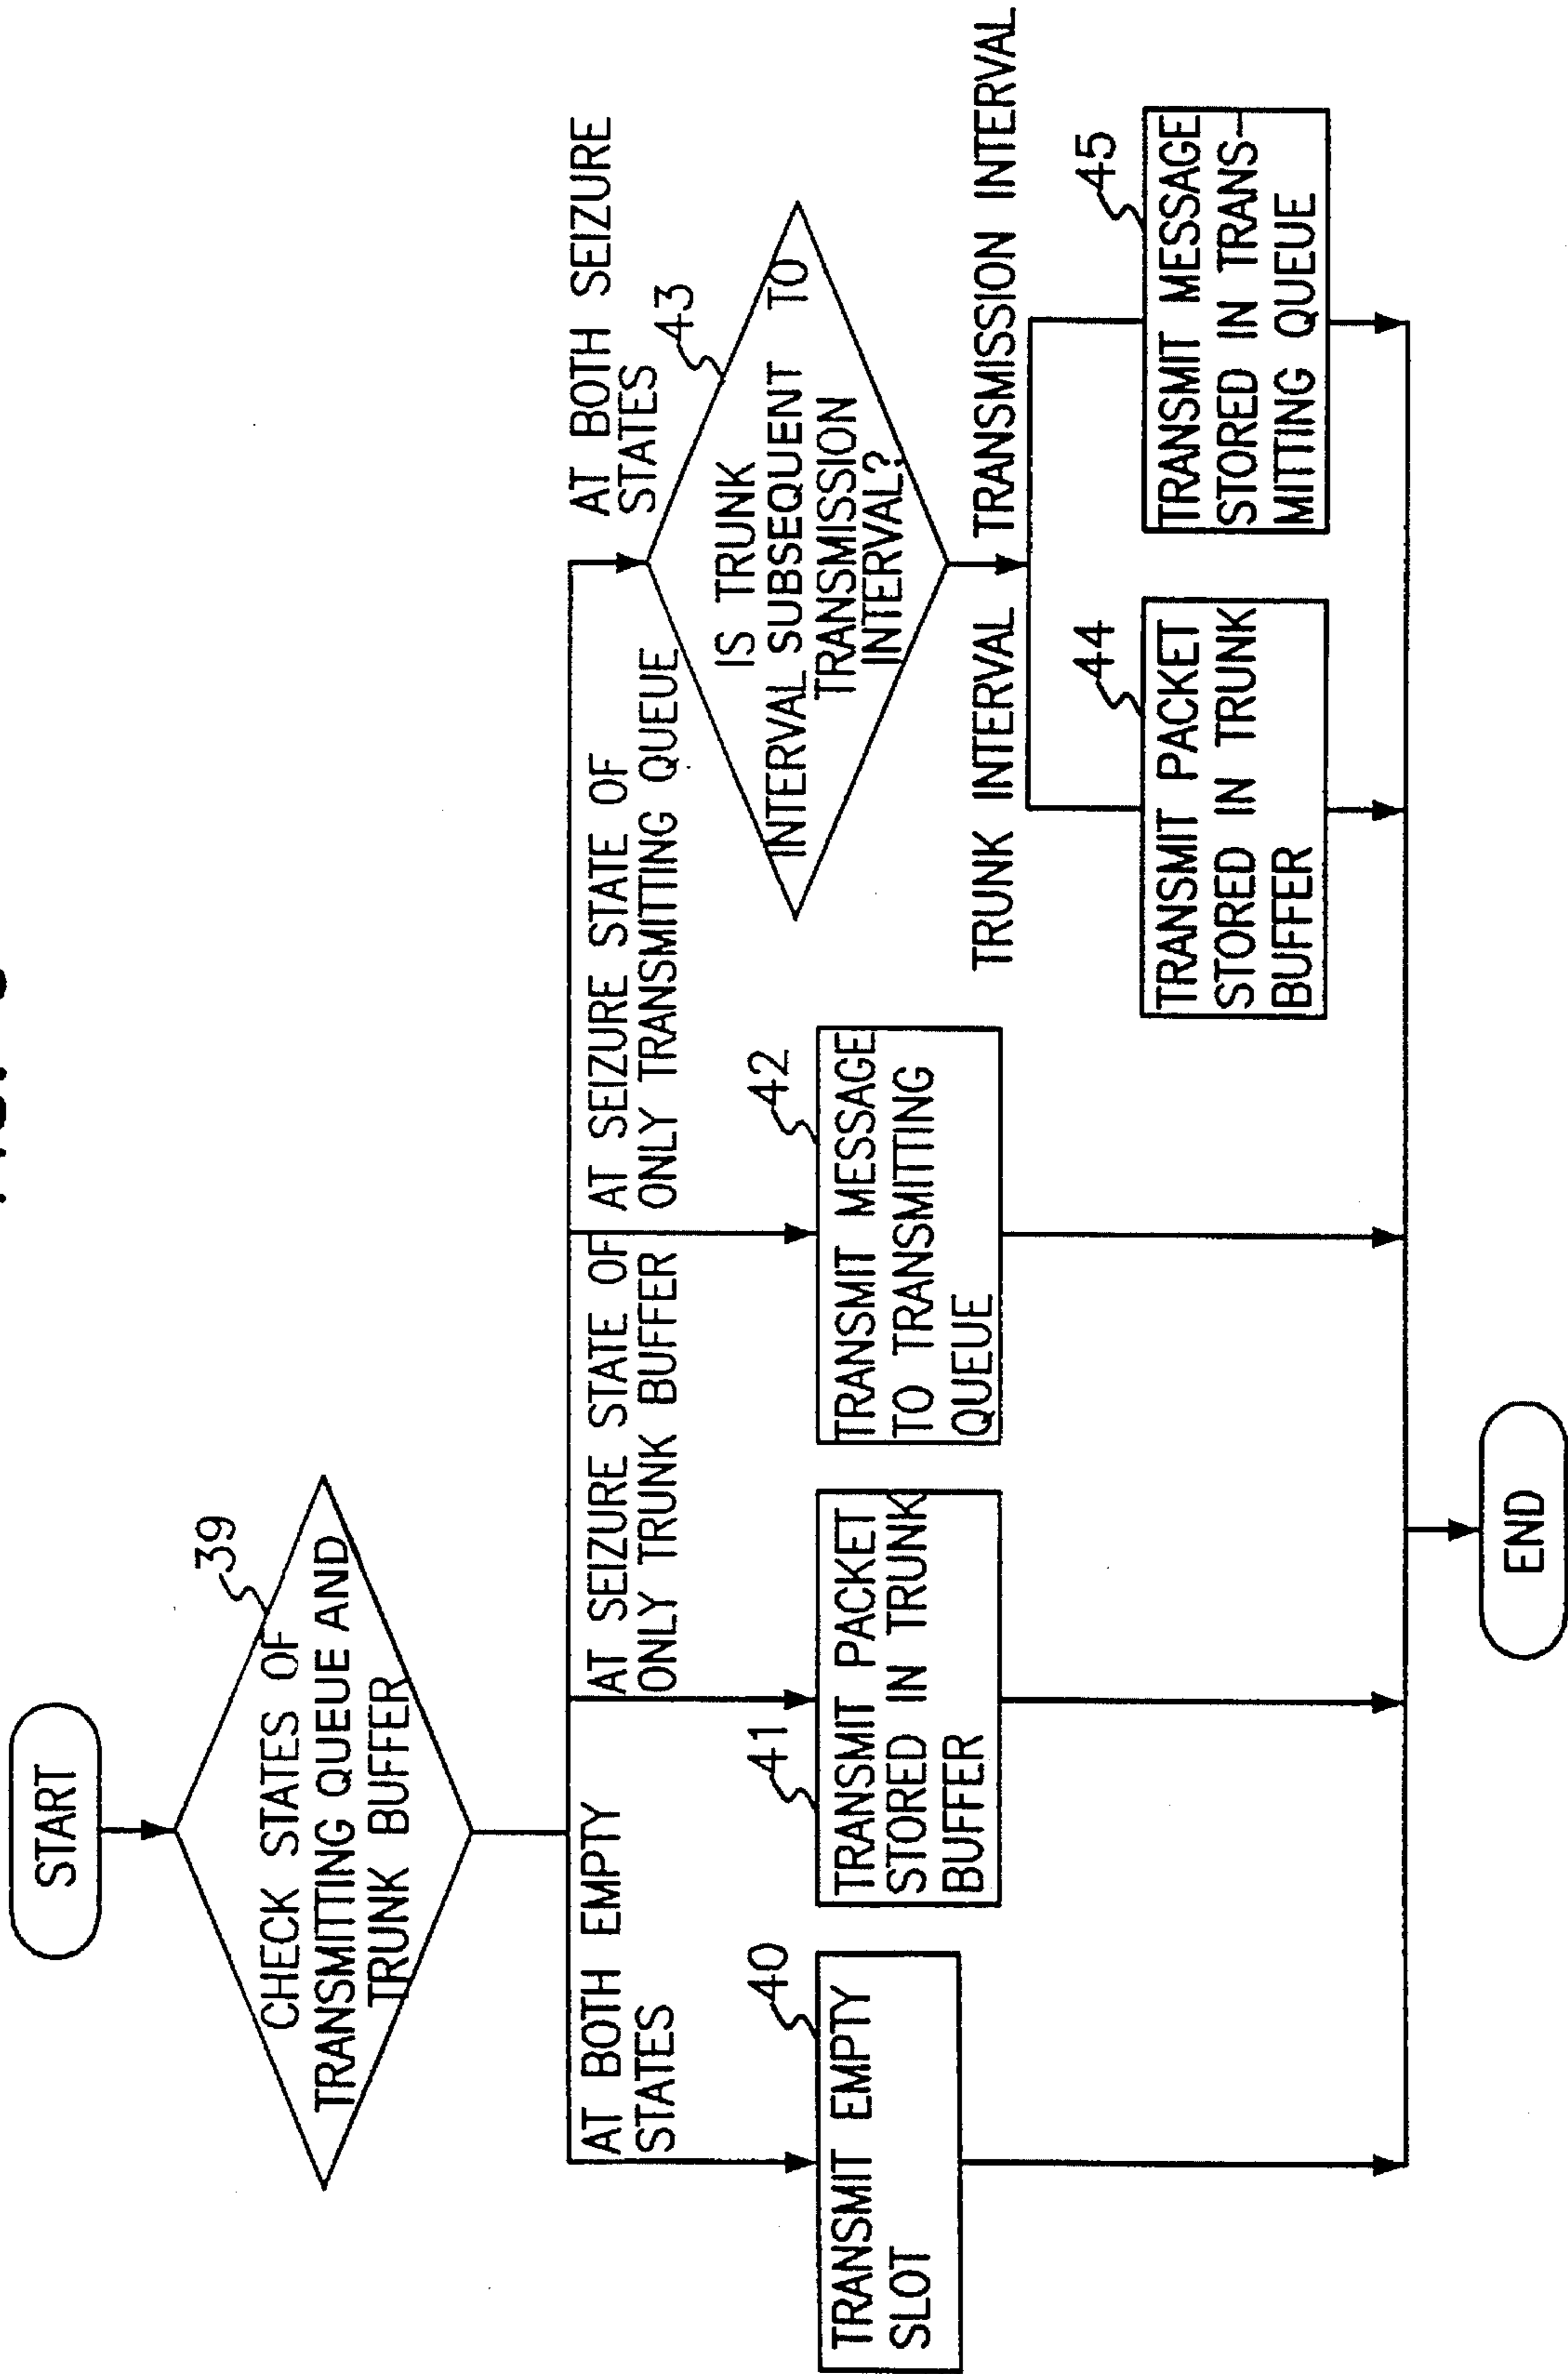 START
CHECK STATES OF
TRANSMITTING QUEUE AND
TRUNK BUFFER
39
AT BOTH EMPTY
STATES
AT SEIZURE STATE OF
ONLY TRUNK BUFFER
AT SEIZURE STATE OF
ONLY TRANSMITTING QUEUE
AT BOTH SEIZURE
STATES
40
TRANSMIT EMPTY
SLOT
41
TRANSMIT PACKET
STORED IN TRUNK
BUFFER
42
TRANSMIT MESSAGE
TO TRANSMITTING
QUEUE
43
IS TRUNK
INTERVAL SUBSEQUENT TO
TRANSMISSION
INTERVAL?
TRUNK INTERVAL
TRANSMISSION INTERVAL
44
TRANSMIT PACKET
STORED IN TRUNK
BUFFER
45
TRANSMIT MESSAGE
STORED IN TRANS-
MITTING QUEUE
END